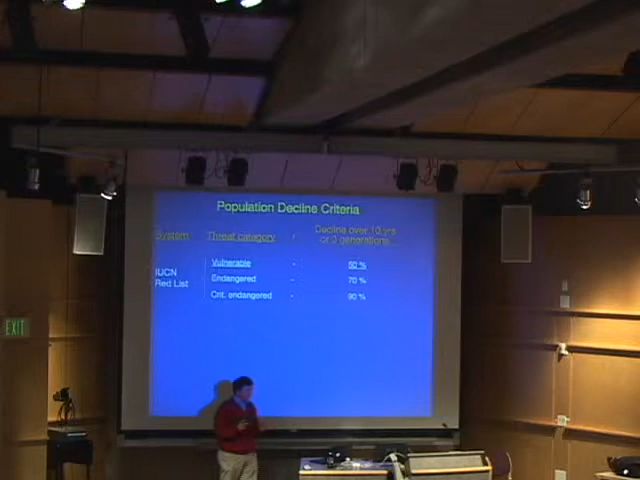 Population Decline Criteria
System Threat category Decline over 10 yrs
or 3 generations
Vulnerable - 50 %
IUCN
Red List
Endangered - 70 %
Crit. endangered - 90 %
EXIT